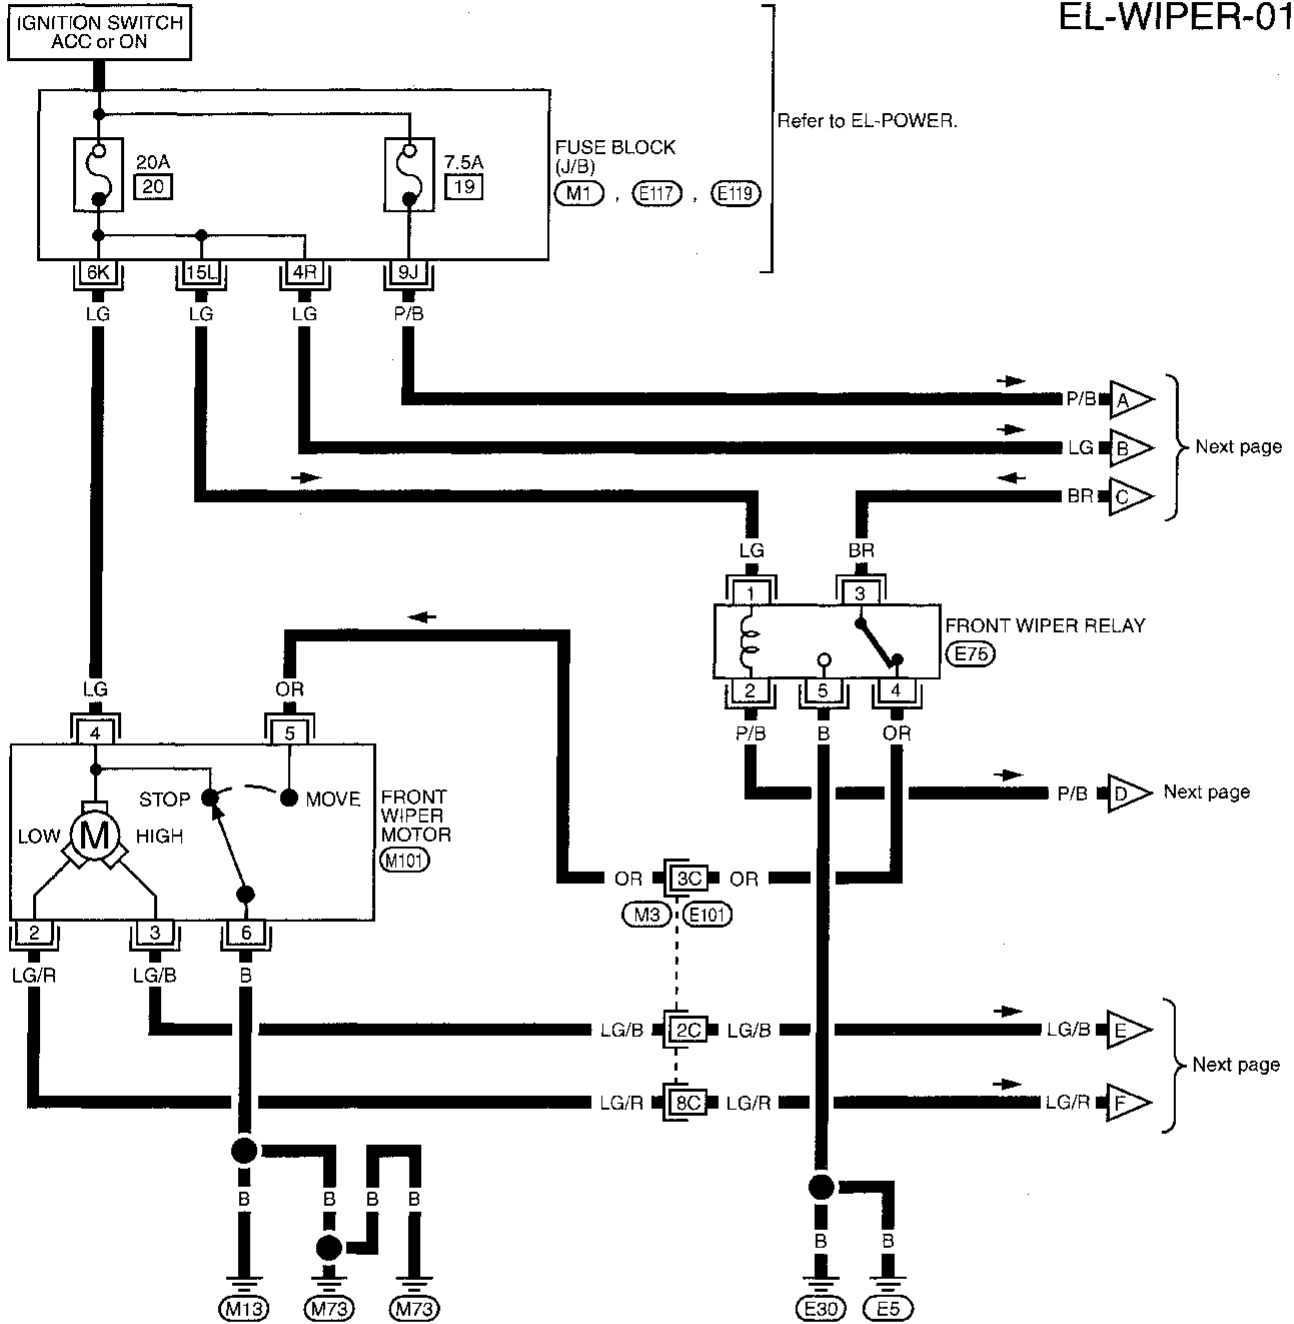 EL-WIPER-01
IGNITION SWITCH
ACC or ON
Refer to EL-POWER.
20A
20
7.5A
19
FUSE BLOCK
(J/B)
M1 , E117 , E119
6K 15L 4R 9J
LG LG LG P/B
P/B A
LG B
BR C
Next page
LG BR
1 3
FRONT WIPER RELAY
E75
2 5 4
P/B B OR
P/B D Next page
LG OR
4 5
STOP MOVE
LOW M HIGH
FRONT
WIPER
MOTOR
M101
OR 3C OR
M3 E101
2 3 6
LG/R LG/B B
LG/B 2C LG/B LG/B E
Next page
LG/R 8C LG/R LG/R F
B B B B
B B
M13 M73 M73 E30 E5